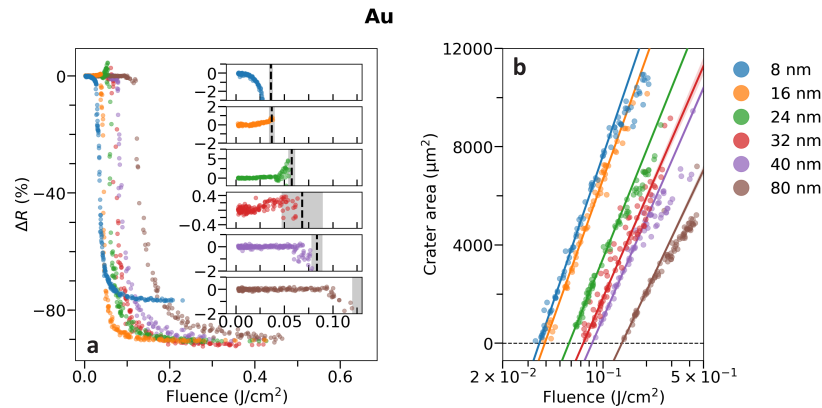 Au
0
−40
−80
ΔR (%)
a
0.0
0.2
0.4
0.6
Fluence (J/cm²)
0
−2
2
0
−2
5
0
0.4
−0.4
0
−2
0
−2
0.00
0.05
0.10
b
12000
8000
4000
0
Crater area (μm²)
2 × 10⁻²
10⁻¹
5 × 10⁻¹
Fluence (J/cm²)
8 nm
16 nm
24 nm
32 nm
40 nm
80 nm